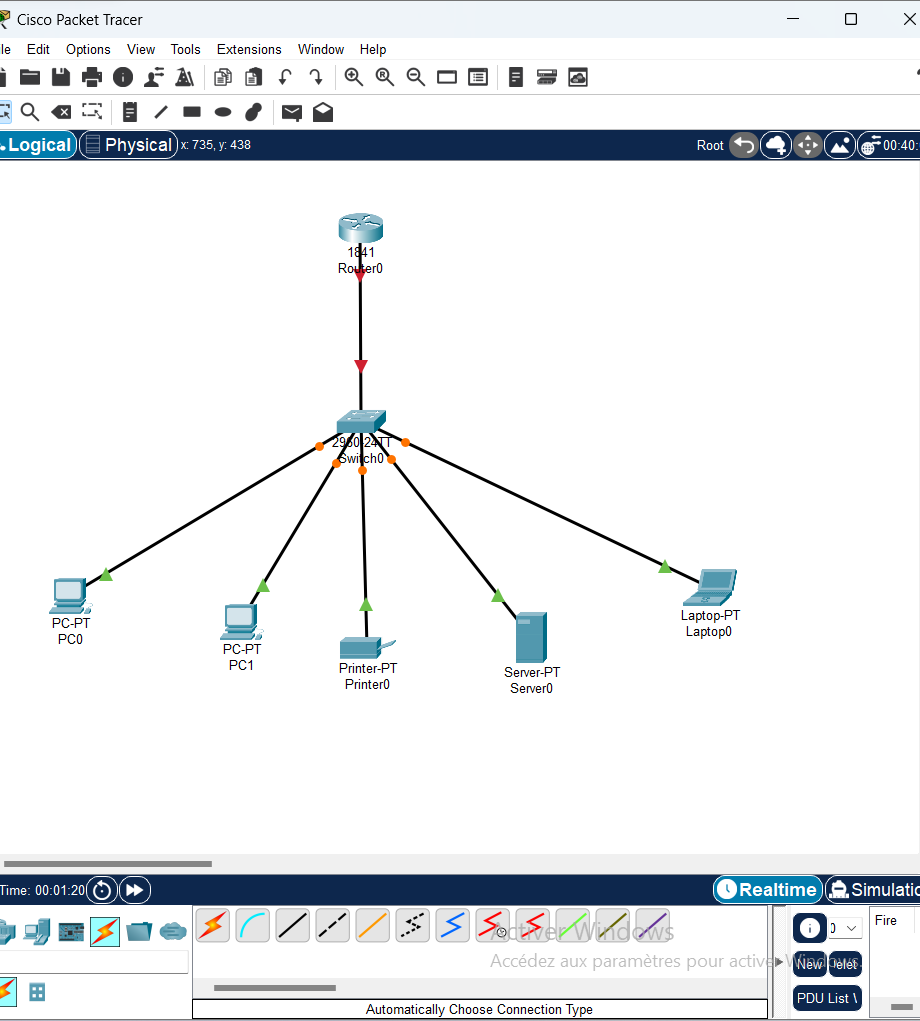 Cisco Packet Tracer
le Edit Options View Tools Extensions Window Help
Logical Physical x: 735, y: 438 Root 00:40:
1841
Router0
2960-24TT
Switch0
PC-PT
PC0
PC-PT
PC1
Printer-PT
Printer0
Server-PT
Server0
Laptop-PT
Laptop0
Time: 00:01:20 Realtime Simulatio
0 Fire
Activer Windows
Accédez aux paramètres pour activer Windows.
New Delet
PDU List \
Automatically Choose Connection Type